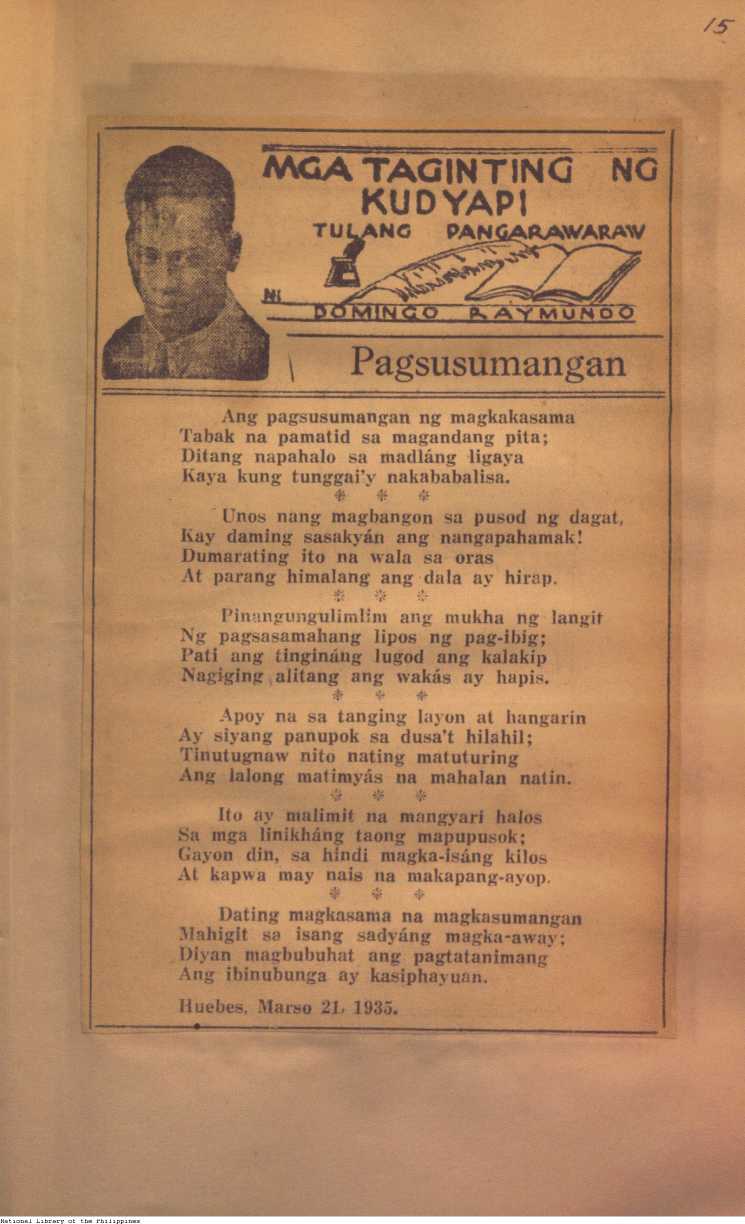 15
MGA TAGINTING NG
KUDYAPI
TULANG PANGARAWARAW
NI
DOMINGO RAYMUNDO
Pagsusumangan
Ang pagsusumangan ng magkakasama
Tabak na pamatid sa magandang pita;
Ditang napahalo sa madláng ligaya
Kaya kung tunggai'y nakababalisa.
* * *
Unos nang magbangon sa pusod ng dagat,
Kay daming sasakyán ang nangapahamak!
Dumarating ito na wala sa oras
At parang himalang ang dala ay hirap.
* * *
Pinangungulimlim ang mukha ng langit
Ng pagsasamahang lipos ng pag-ibig;
Pati ang tingináng lugod ang kalakip
Nagiging alitang ang wakás ay hapis.
* * *
Apoy na sa tanging layon at hangarin
Ay siyang panupok sa dusa't hilahil;
Tinutugnaw nito nating matuturing
Ang lalong matimyás na mahalan natin.
* * *
Ito ay malimit na mangyari halos
Sa mga linikháng taong mapupusok;
Gayon din, sa hindi magka-isáng kilos
At kapwa may nais na makapang-ayop.
* * *
Dating magkasama na magkasumangan
Mahigit sa isang sadyáng magka-away;
Diyan magbubuhat ang pagtatanimang
Ang ibinubunga ay kasiphayuan.
Huebes, Marso 21, 1935.
National Library of the Philippines